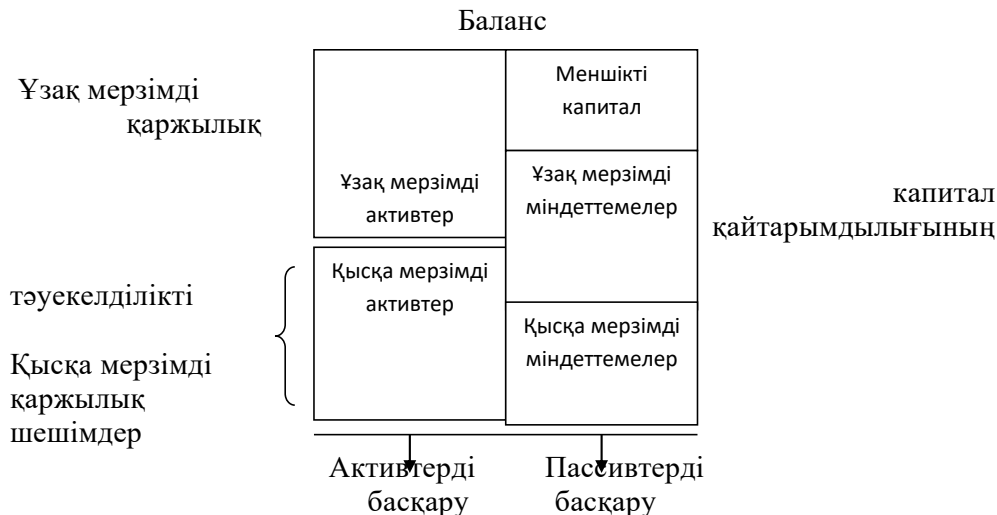 Баланс
Ұзақ мерзімді
қаржылық
Ұзақ мерзімді
активтер
Меншікті
капитал
Ұзақ мерзімді
міндеттемелер
капитал
қайтарымдылығының
тәуекелділікті
Қысқа мерзімді
қаржылық
шешімдер
Қысқа мерзімді
активтер
Қысқа мерзімді
міндеттемелер
Активтерді
басқару
Пассивтерді
басқару